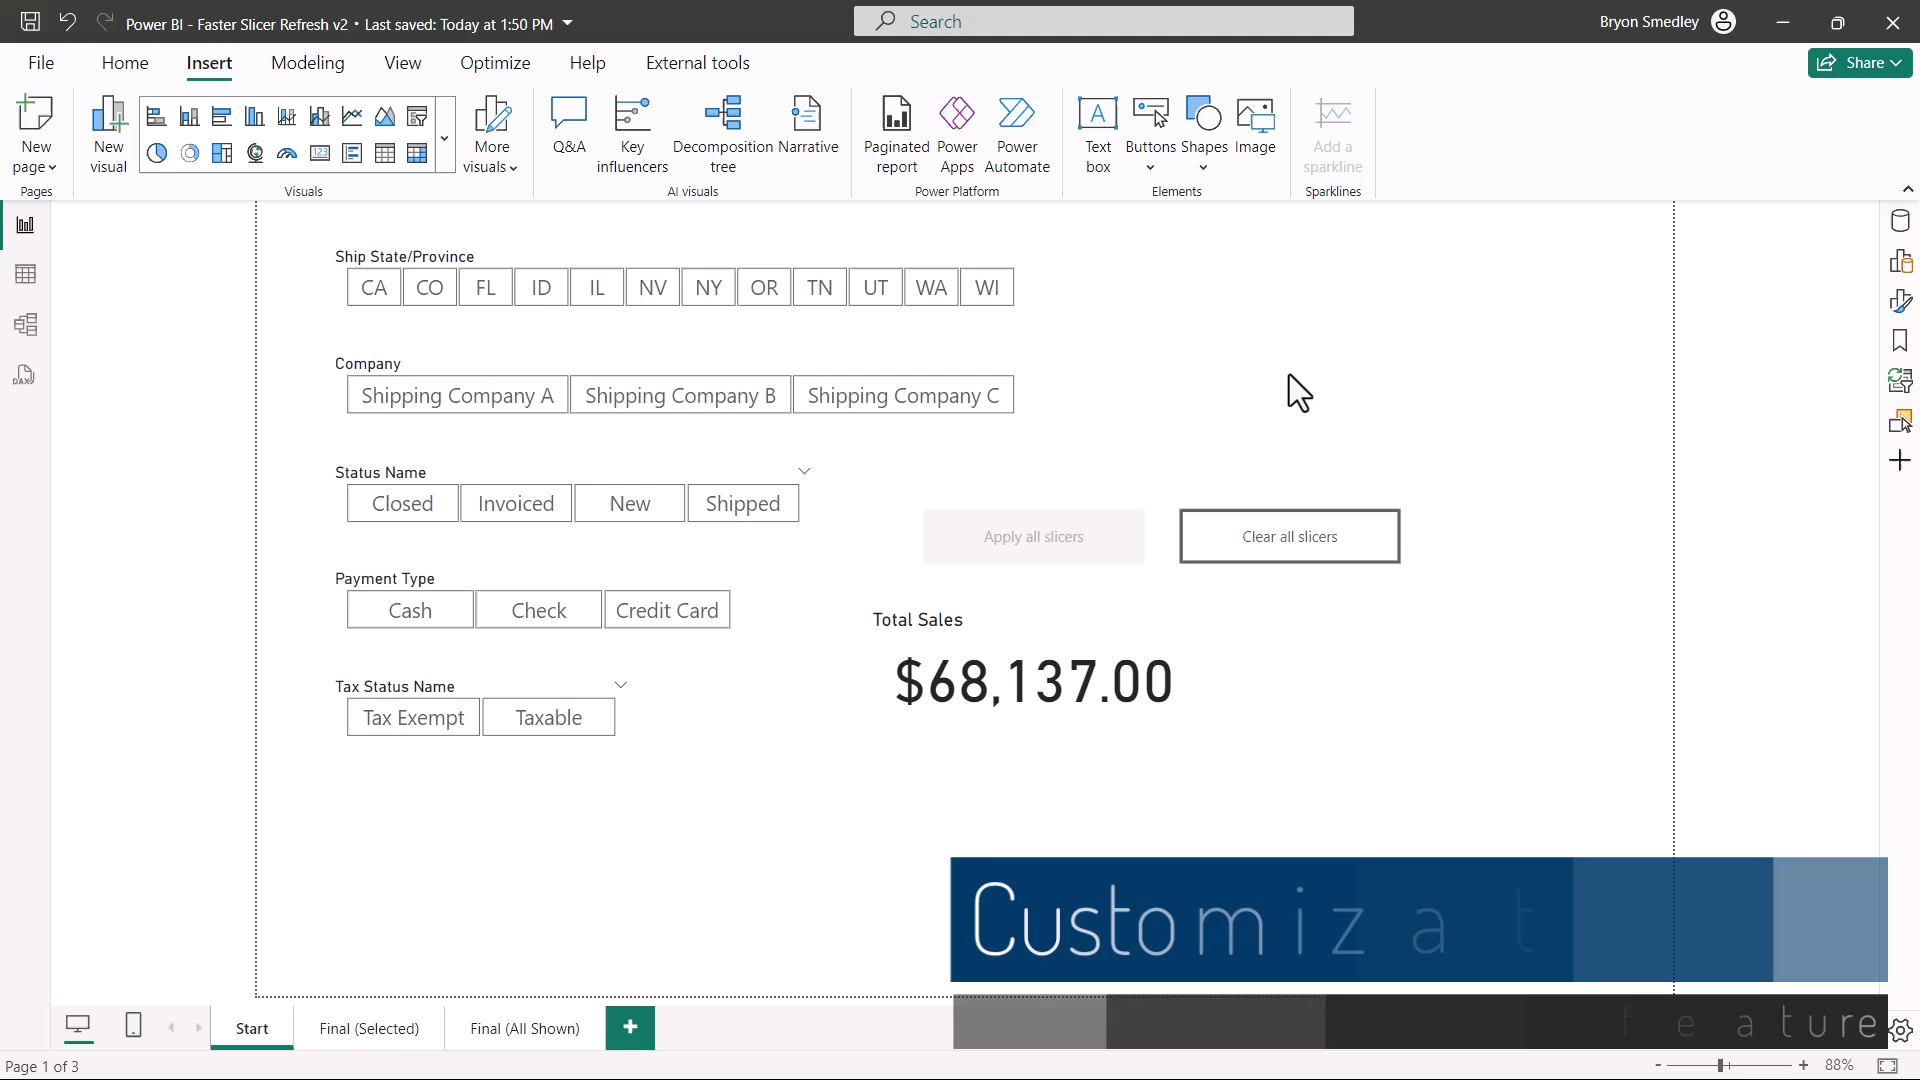 Power BI - Faster Slicer Refresh v2 • Last saved: Today at 1:50 PM
Search
Bryon Smedley
File Home Insert Modeling View Optimize Help External tools
Share
New page
New visual
More visuals
Q&A
Key influencers
Decomposition tree
Narrative
Paginated report
Power Apps
Power Automate
Text box
Buttons
Shapes
Image
Add a sparkline
Pages
Visuals
AI visuals
Power Platform
Elements
Sparklines
123
DAX
Ship State/Province
CA CO FL ID IL NV NY OR TN UT WA WI
Company
Shipping Company A Shipping Company B Shipping Company C
Status Name
Closed Invoiced New Shipped
Apply all slicers Clear all slicers
Payment Type
Cash Check Credit Card
Total Sales
$68,137.00
Tax Status Name
Tax Exempt Taxable
Customizat
feature
Start Final (Selected) Final (All Shown) +
Page 1 of 3
- + 88%